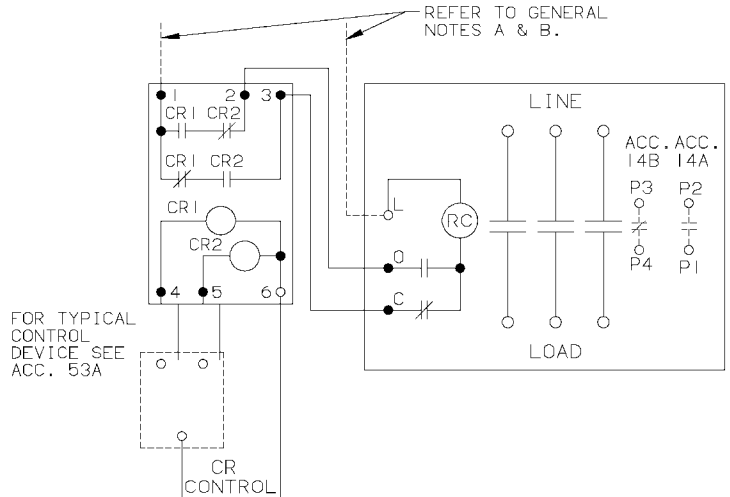 REFER TO GENERAL
NOTES A & B.
1 2 3
CR1 CR2
CR1 CR2
CR1
CR2
4 5 6
LINE
ACC. ACC.
14B 14A
P3 P2
P4 P1
L
RC
O
C
LOAD
FOR TYPICAL
CONTROL
DEVICE SEE
ACC. 53A
CR
CONTROL